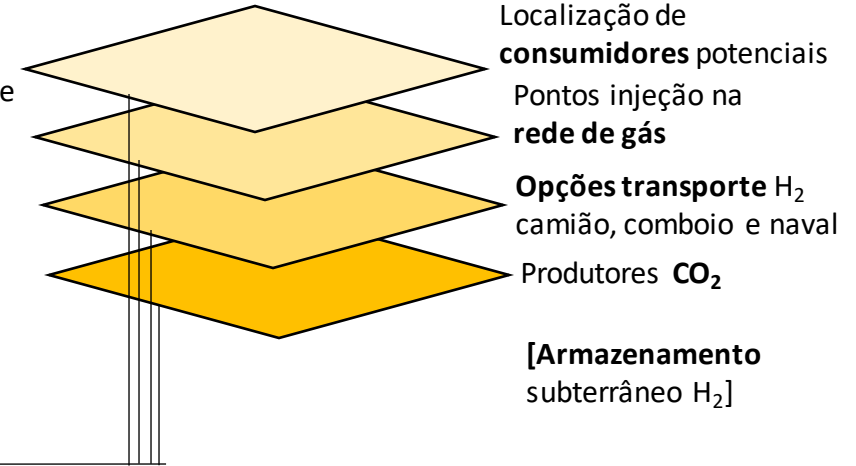 Localização de
consumidores potenciais
e
Pontos injeção na
rede de gás
Opções transporte H₂
camião, comboio e naval
Produtores CO₂
[Armazenamento
subterrâneo H₂]